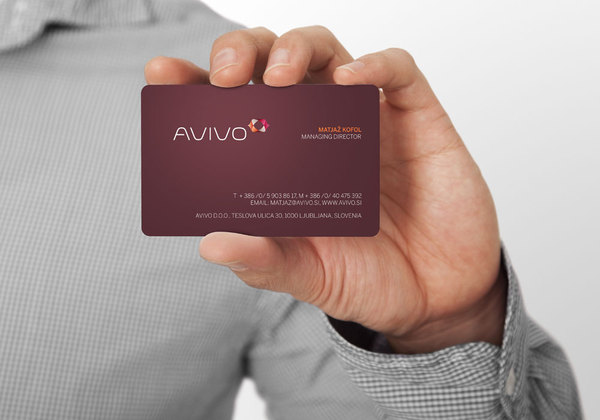 AVIVO
MATJAŽ KOFOL
MANAGING DIRECTOR
T: + 386 /0/ 5 903 86 17, M + 386 /0/ 40 475 392
EMAIL: MATJAZ@AVIVO.SI, WWW.AVIVO.SI
AVIVO D.O.O., TESLOVA ULICA 30, 1000 LJUBLJANA, SLOVENIA